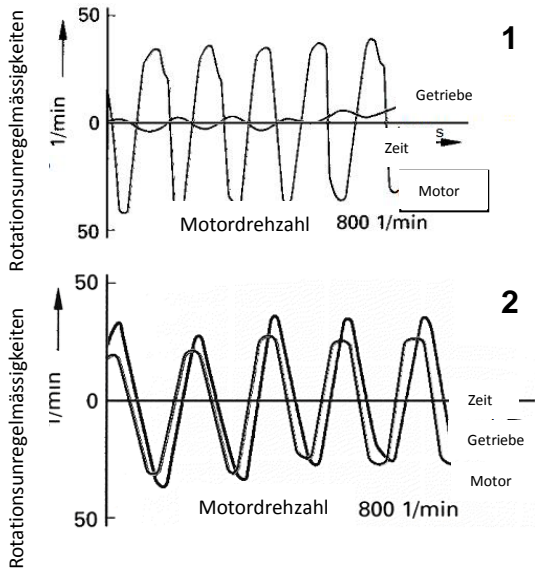 Rotationsunregelmässigkeiten
1/min
50
0
50
1
Getriebe
s
Zeit
Motor
Motordrehzahl 800 1/min
Rotationsunregelmässigkeiten
1/min
50
0
50
2
Zeit
Getriebe
Motor
Motordrehzahl 800 1/min